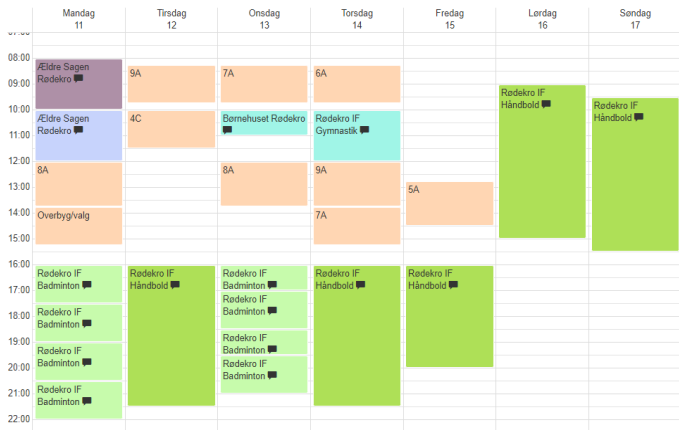 Mandag Tirsdag Onsdag Torsdag Fredag Lørdag Søndag
11 12 13 14 15 16 17
08:00
Ældre Sagen
Rødekro
9A
7A
6A
09:00
Rødekro IF
Håndbold
Rødekro IF
Håndbold
10:00
Ældre Sagen
Rødekro
4C
Børnehuset Rødekro
Rødekro IF
Gymnastik
11:00
12:00
8A
8A
9A
13:00
5A
14:00
Overbyg/valg
7A
15:00
16:00
Rødekro IF
Badminton
Rødekro IF
Håndbold
Rødekro IF
Badminton
Rødekro IF
Håndbold
Rødekro IF
Håndbold
17:00
Rødekro IF
Badminton
Rødekro IF
Badminton
18:00
19:00
Rødekro IF
Badminton
Rødekro IF
Badminton
20:00
Rødekro IF
Badminton
21:00
Rødekro IF
Badminton
22:00